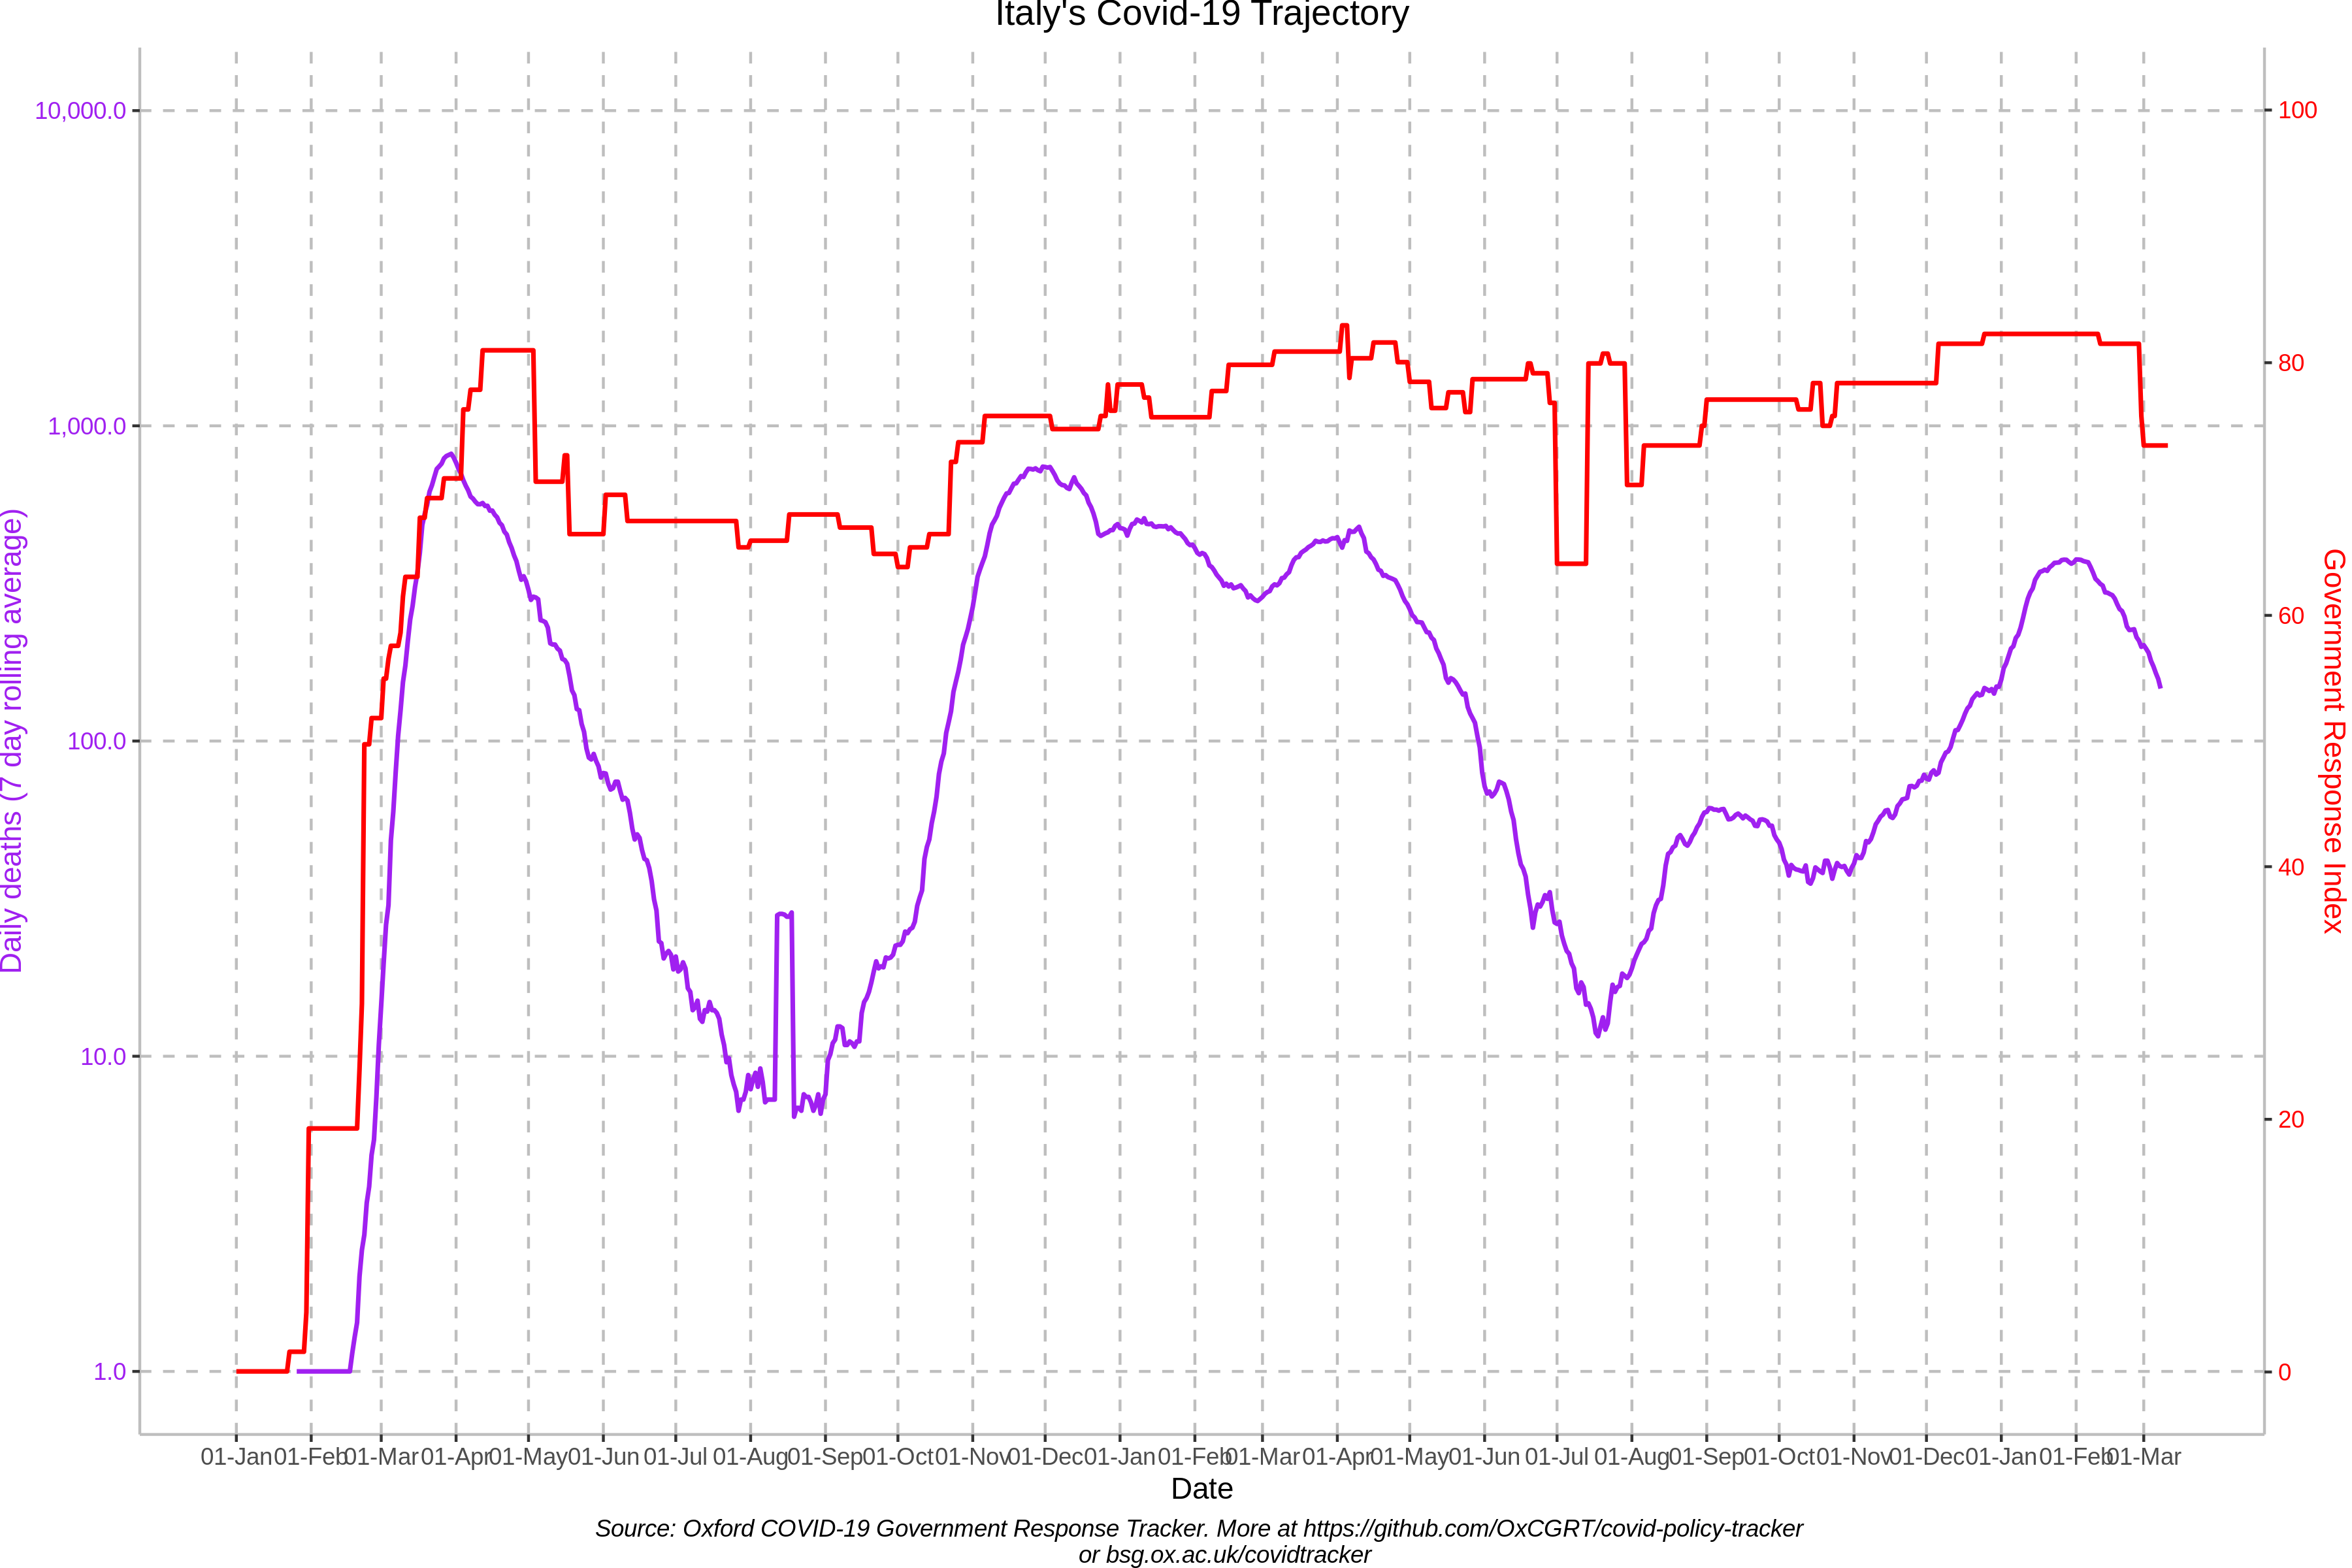 Italy's Covid-19 Trajectory
10,000.0
1,000.0
100.0
10.0
1.0
Daily deaths (7 day rolling average)
100
80
60
40
20
0
Government Response Index
01-Jan 01-Feb 01-Mar 01-Apr 01-May 01-Jun 01-Jul 01-Aug 01-Sep 01-Oct 01-Nov 01-Dec 01-Jan 01-Feb 01-Mar 01-Apr 01-May 01-Jun 01-Jul 01-Aug 01-Sep 01-Oct 01-Nov 01-Dec 01-Jan 01-Feb 01-Mar
Date
Source: Oxford COVID-19 Government Response Tracker. More at https://github.com/OxCGRT/covid-policy-tracker
or bsg.ox.ac.uk/covidtracker